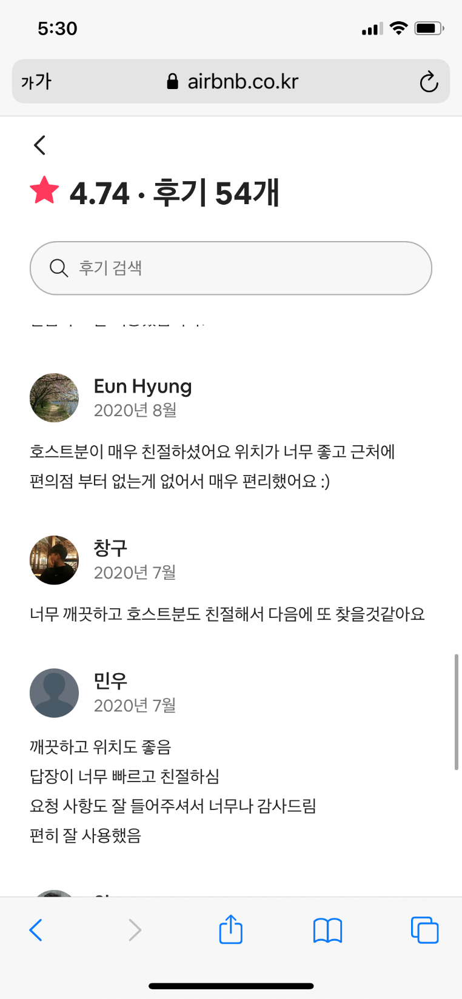 5:30
가가
airbnb.co.kr
4.74 · 후기 54개
후기 검색
Eun Hyung
2020년 8월
호스트분이 매우 친절하셨어요 위치가 너무 좋고 근처에
편의점 부터 없는게 없어서 매우 편리했어요 :)
창구
2020년 7월
너무 깨끗하고 호스트분도 친절해서 다음에 또 찾을것같아요
민우
2020년 7월
깨끗하고 위치도 좋음
답장이 너무 빠르고 친절하심
요청 사항도 잘 들어주셔서 너무나 감사드림
편히 잘 사용했음